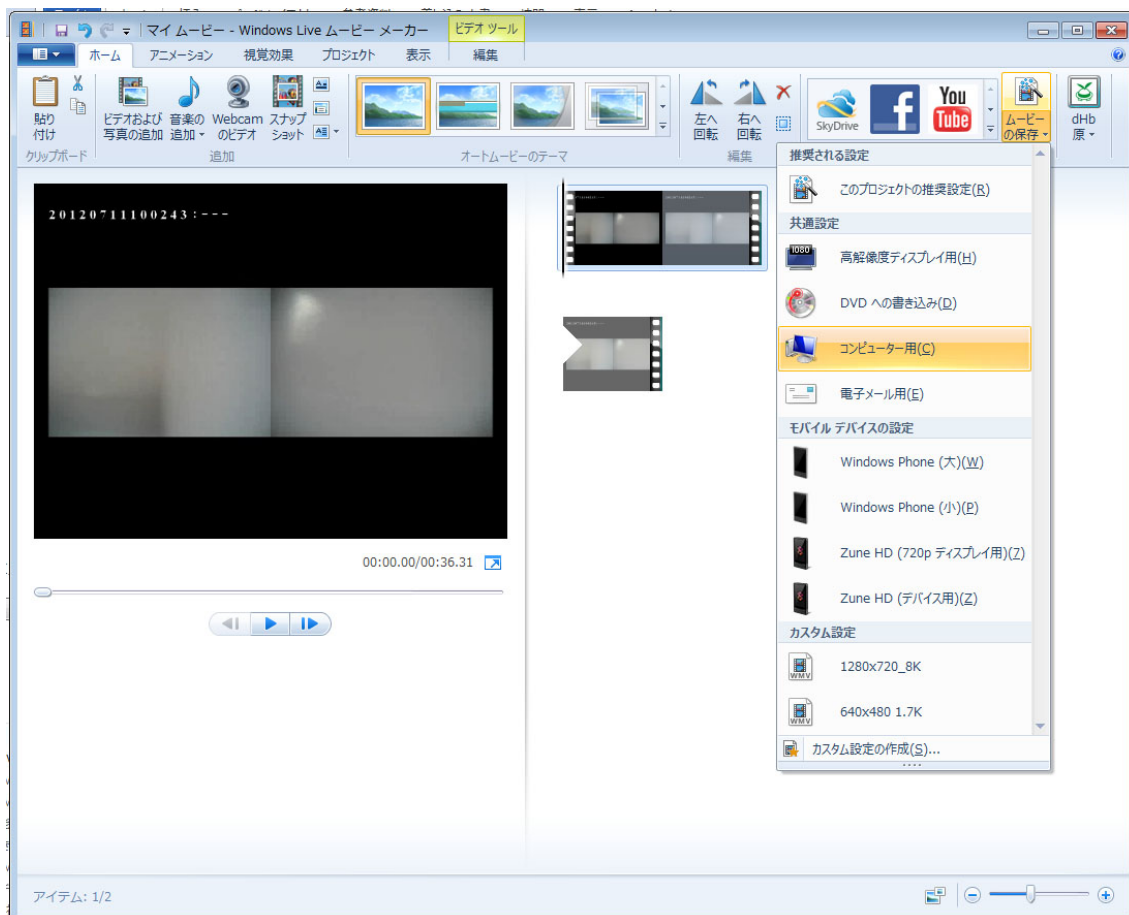 マイ ムービー - Windows Live ムービー メーカー
ビデオ ツール
ホーム
アニメーション
視覚効果
プロジェクト
表示
編集
貼り
付け
クリップボード
ビデオおよび
写真の追加
音楽の
追加
Webcam
のビデオ
スナップ
ショット
追加
オートムービーのテーマ
左へ
回転
右へ
回転
編集
SkyDrive
f
You
Tube
ムービー
の保存
dHb
原
推奨される設定
このプロジェクトの推奨設定(R)
共通設定
1080
高解像度ディスプレイ用(H)
DVD への書き込み(D)
コンピューター用(C)
電子メール用(E)
モバイル デバイスの設定
Windows Phone (大)(W)
Windows Phone (小)(P)
Zune HD (720p ディスプレイ用)(7)
Zune HD (デバイス用)(Z)
カスタム設定
WMV
1280x720_8K
WMV
640x480 1.7K
カスタム設定の作成(S)...
20120711100243:---
00:00.00/00:36.31
アイテム: 1/2